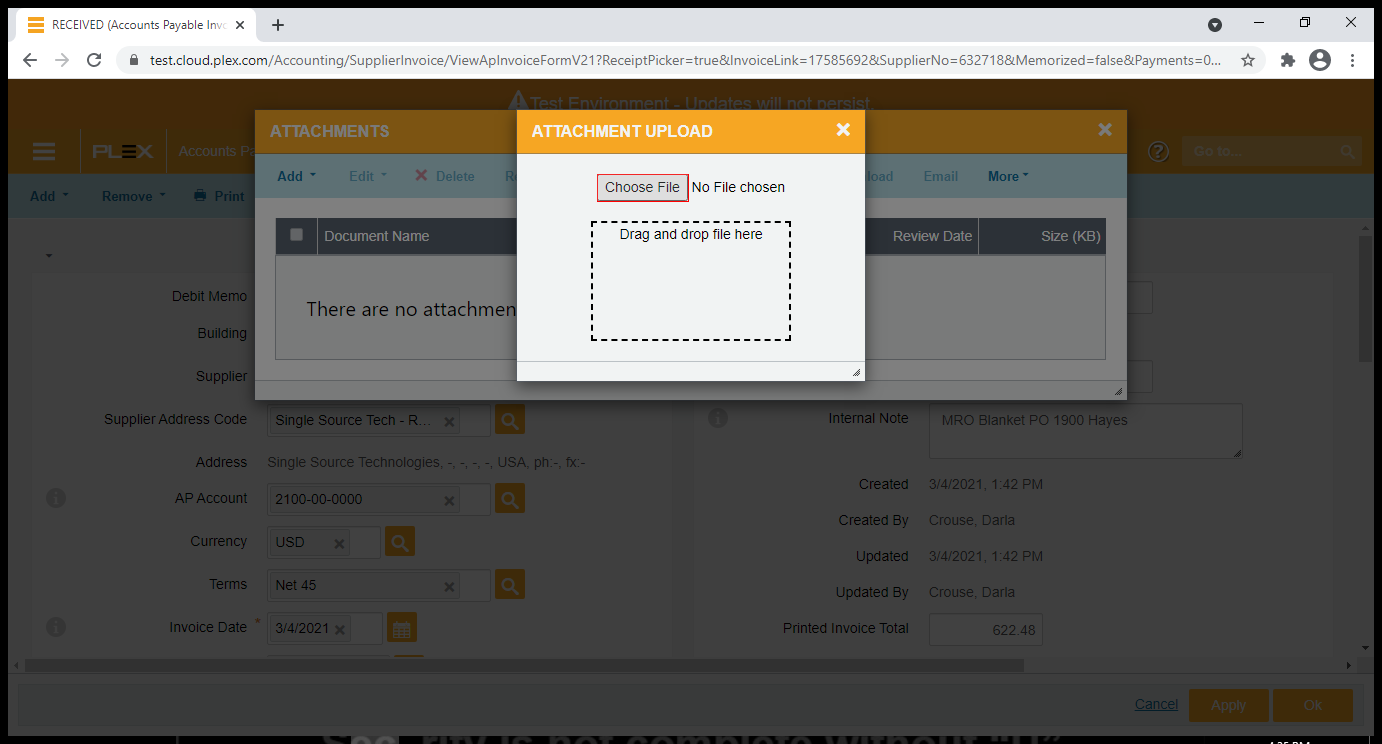 RECEIVED (Accounts Payable Invo
test.cloud.plex.com/Accounting/SupplierInvoice/ViewApInvoiceFormV21?ReceiptPicker=true&InvoiceLink=17585692&SupplierNo=632718&Memorized=false&Payments=0...
Test Environment - Updates will not persist.
ATTACHMENTS
ATTACHMENT UPLOAD
PLEX
Accounts Pa
Go to...
Add
Edit
Delete
Email
More
Choose File
No File chosen
Add
Remove
Print
Document Name
Drag and drop file here
Review Date
Size (KB)
There are no attachmen
Debit Memo
Building
Supplier
Supplier Address Code
Single Source Tech - R...
Internal Note
MRO Blanket PO 1900 Hayes
Address
Single Source Technologies, -, -, -, -, USA, ph:-, fx:-
AP Account
2100-00-0000
Created
3/4/2021, 1:42 PM
Created By
Crouse, Darla
Currency
USD
Updated
3/4/2021, 1:42 PM
Terms
Net 45
Updated By
Crouse, Darla
Invoice Date
* 3/4/2021
Printed Invoice Total
622.48
Cancel
Apply
Ok